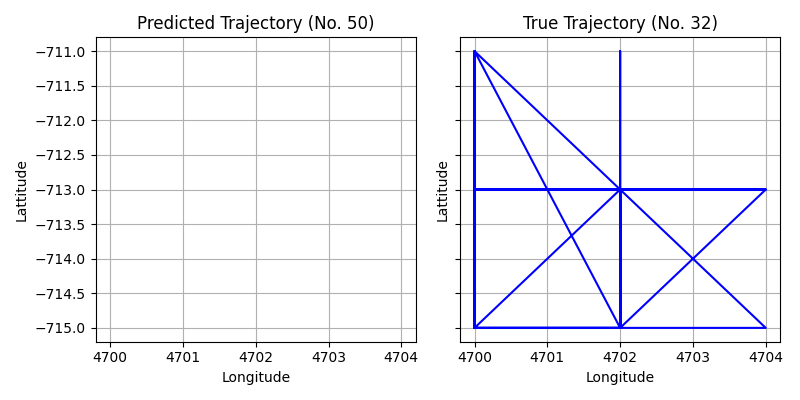 Predicted Trajectory (No. 50)
True Trajectory (No. 32)
−711.0
−711.5
−712.0
−712.5
−713.0
−713.5
−714.0
−714.5
−715.0
Lattitude
Lattitude
4700 4701 4702 4703 4704
4700 4701 4702 4703 4704
Longitude
Longitude